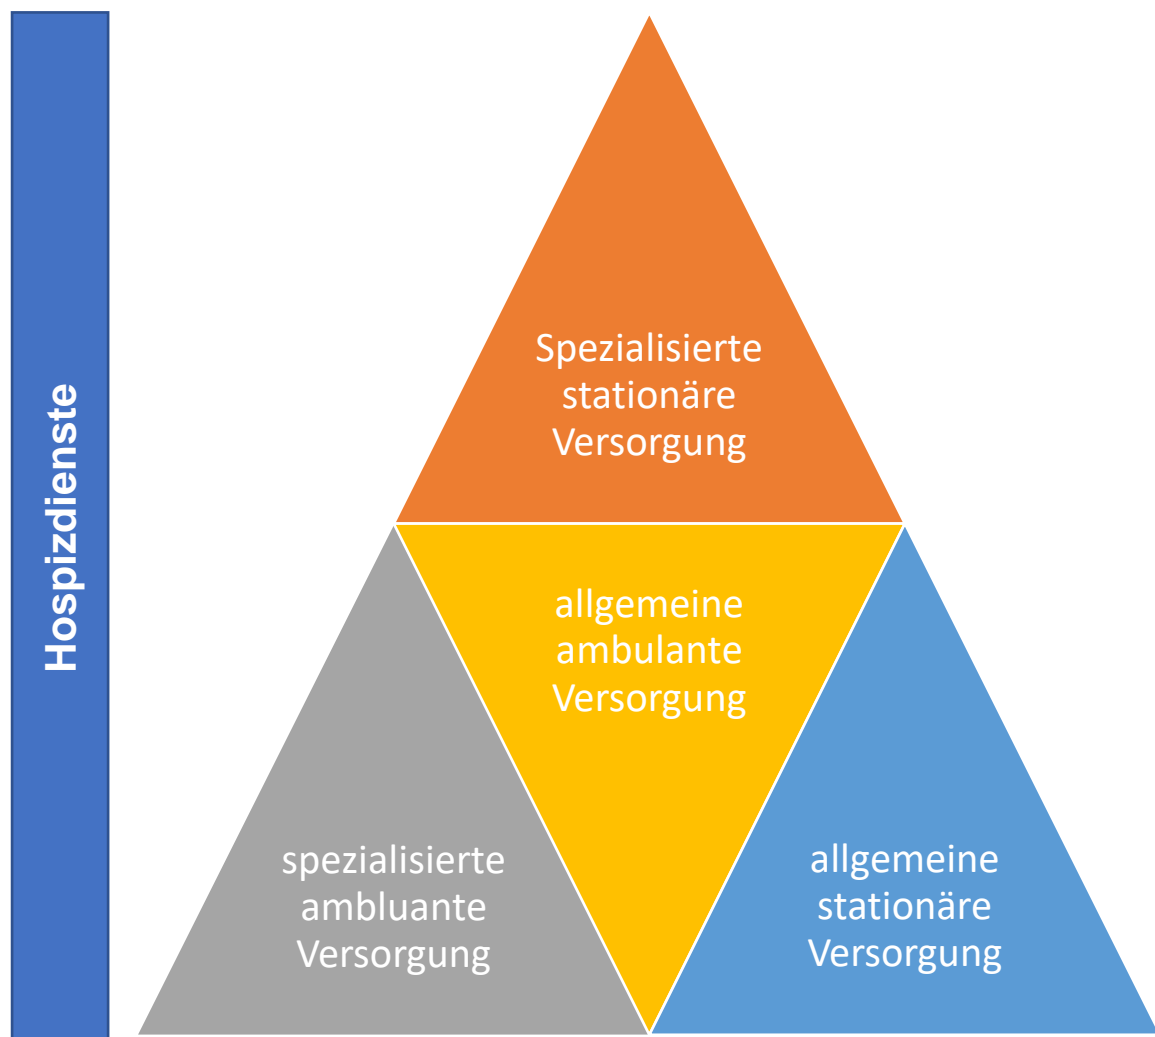 Hospizdienste
Spezialisierte
stationäre
Versorgung
allgemeine
ambulante
Versorgung
spezialisierte
ambluante
Versorgung
allgemeine
stationäre
Versorgung